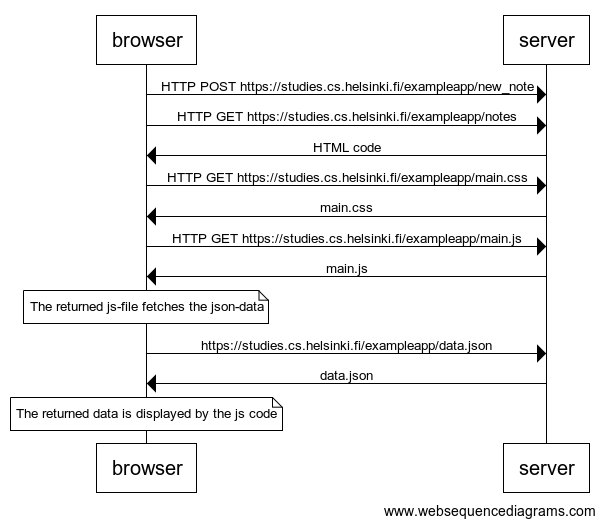 browser server
HTTP POST https://studies.cs.helsinki.fi/exampleapp/new_note
HTTP GET https://studies.cs.helsinki.fi/exampleapp/notes
HTML code
HTTP GET https://studies.cs.helsinki.fi/exampleapp/main.css
main.css
HTTP GET https://studies.cs.helsinki.fi/exampleapp/main.js
main.js
The returned js-file fetches the json-data
https://studies.cs.helsinki.fi/exampleapp/data.json
data.json
The returned data is displayed by the js code
browser server
www.websequencediagrams.com